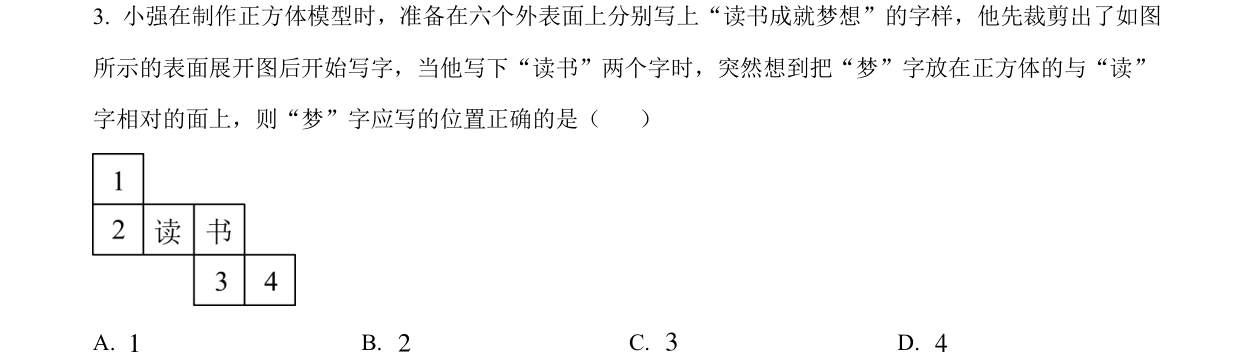 3. 小强在制作正方体模型时，准备在六个外表面上分别写上“读书成就梦想”的字样，他先裁剪出了如图
所示的表面展开图后开始写字，当他写下“读书”两个字时，突然想到把“梦”字放在正方体的与“读”
字相对的面上，则“梦”字应写的位置正确的是（ ）
1
2 读 书
3 4
A. 1 B. 2 C. 3 D. 4